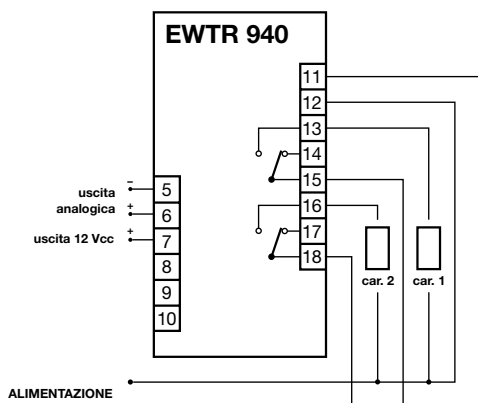 EWTR 940
11
12
13
14
15
16
17
18
− uscita
+ analogica
+ uscita 12 Vcc
5
6
7
8
9
10
car. 2
car. 1
ALIMENTAZIONE